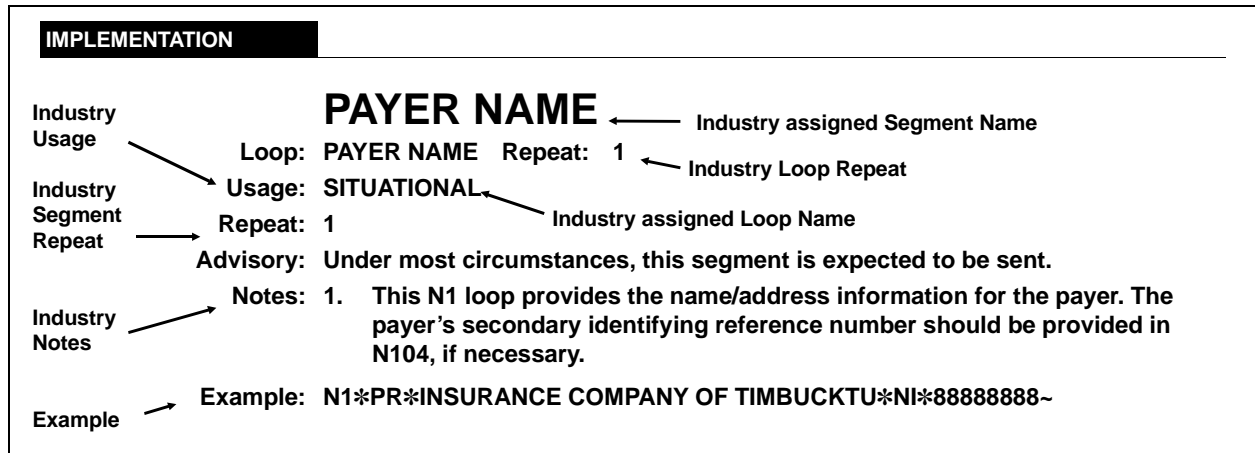 IMPLEMENTATION
PAYER NAME
Industry assigned Segment Name
Industry
Usage
Loop: PAYER NAME Repeat: 1
Industry Loop Repeat
Usage: SITUATIONAL
Industry assigned Loop Name
Industry
Segment
Repeat
Repeat: 1
Advisory: Under most circumstances, this segment is expected to be sent.
Notes: 1. This N1 loop provides the name/address information for the payer. The
payer’s secondary identifying reference number should be provided in
N104, if necessary.
Industry
Notes
Example: N1✽PR✽INSURANCE COMPANY OF TIMBUCKTU✽NI✽88888888~
Example